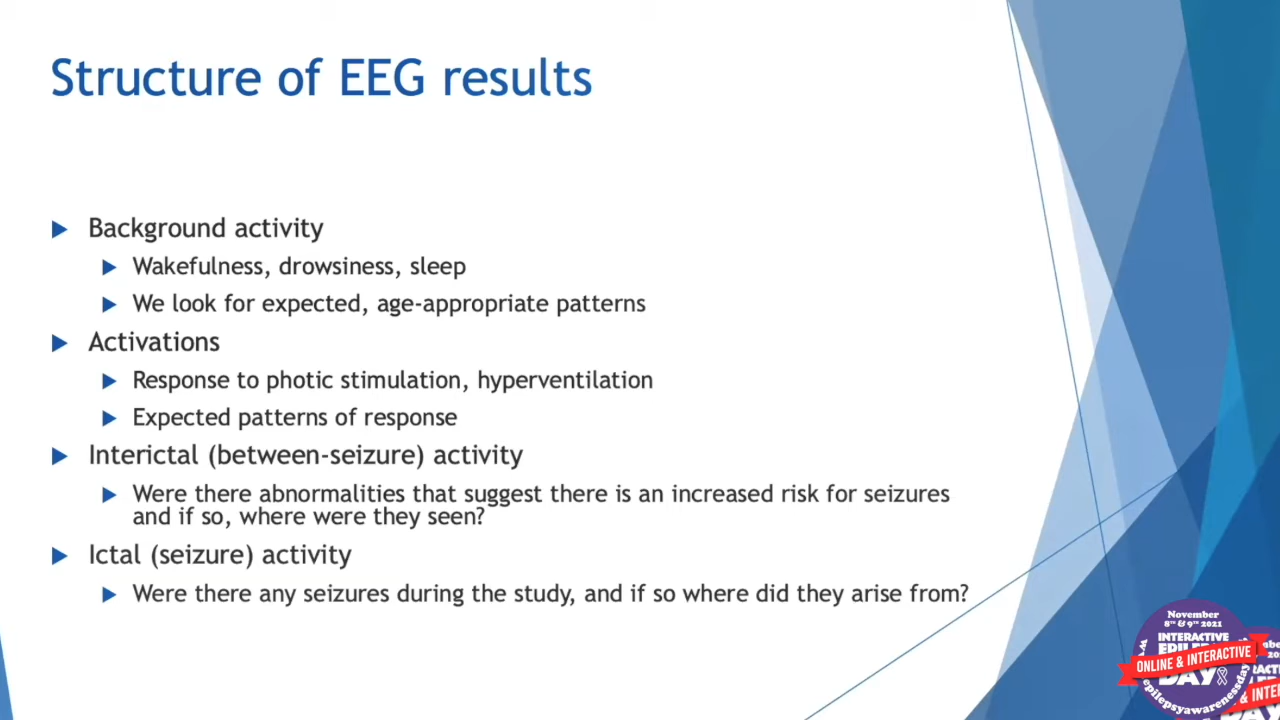 Structure of EEG results
Background activity
Wakefulness, drowsiness, sleep
We look for expected, age-appropriate patterns
Activations
Response to photic stimulation, hyperventilation
Expected patterns of response
Interictal (between-seizure) activity
Were there abnormalities that suggest there is an increased risk for seizures
and if so, where were they seen?
Ictal (seizure) activity
Were there any seizures during the study, and if so where did they arise from?
November
8TH & 9TH 2021
INTERACTIVE
ONLINE & INTERACTIVE
DAY
epilepsyawarenessday